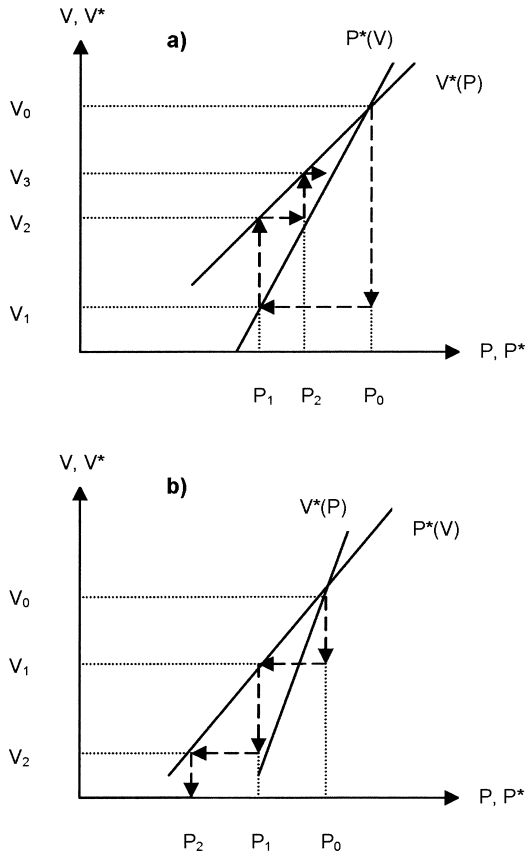 V, V*
a)
P*(V)
V*(P)
V₀
V₃
V₂
V₁
P, P*
P₁ P₂ P₀
V, V*
b)
V*(P)
P*(V)
V₀
V₁
V₂
P, P*
P₂ P₁ P₀